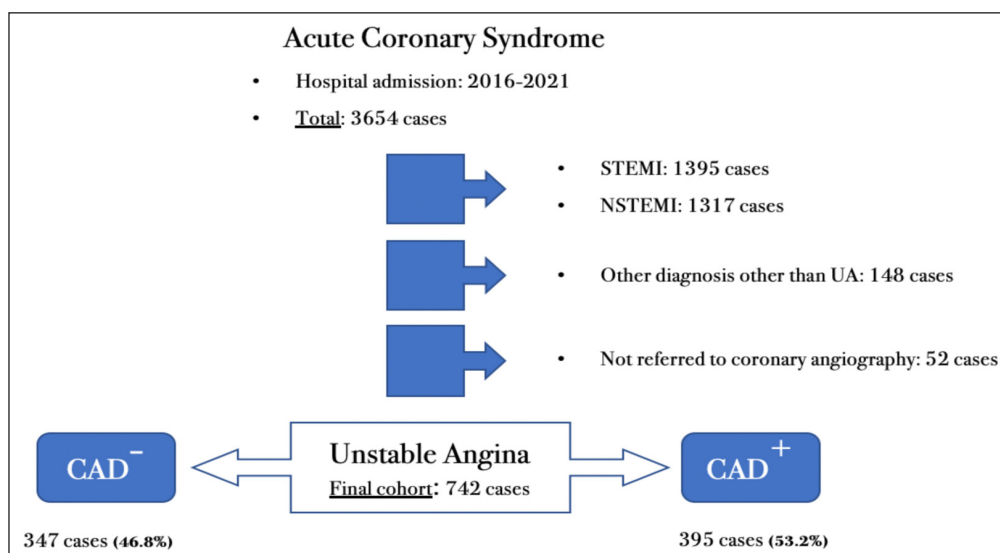 Acute Coronary Syndrome
• Hospital admission: 2016-2021
• Total: 3654 cases
• STEMI: 1395 cases
• NSTEMI: 1317 cases
• Other diagnosis other than UA: 148 cases
• Not referred to coronary angiography: 52 cases
CAD⁻
Unstable Angina
Final cohort: 742 cases
CAD⁺
347 cases (46.8%)
395 cases (53.2%)